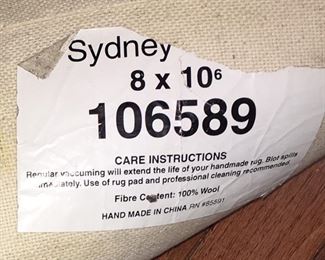 Sydney
8 x 10⁶
106589
CARE INSTRUCTIONS
Regular vaccuming will extend the life of your handmade rug. Blot spills
immediately. Use of rug pad and professional cleaning recommended.
Fibre Content: 100% Wool
HAND MADE IN CHINA RN #85891